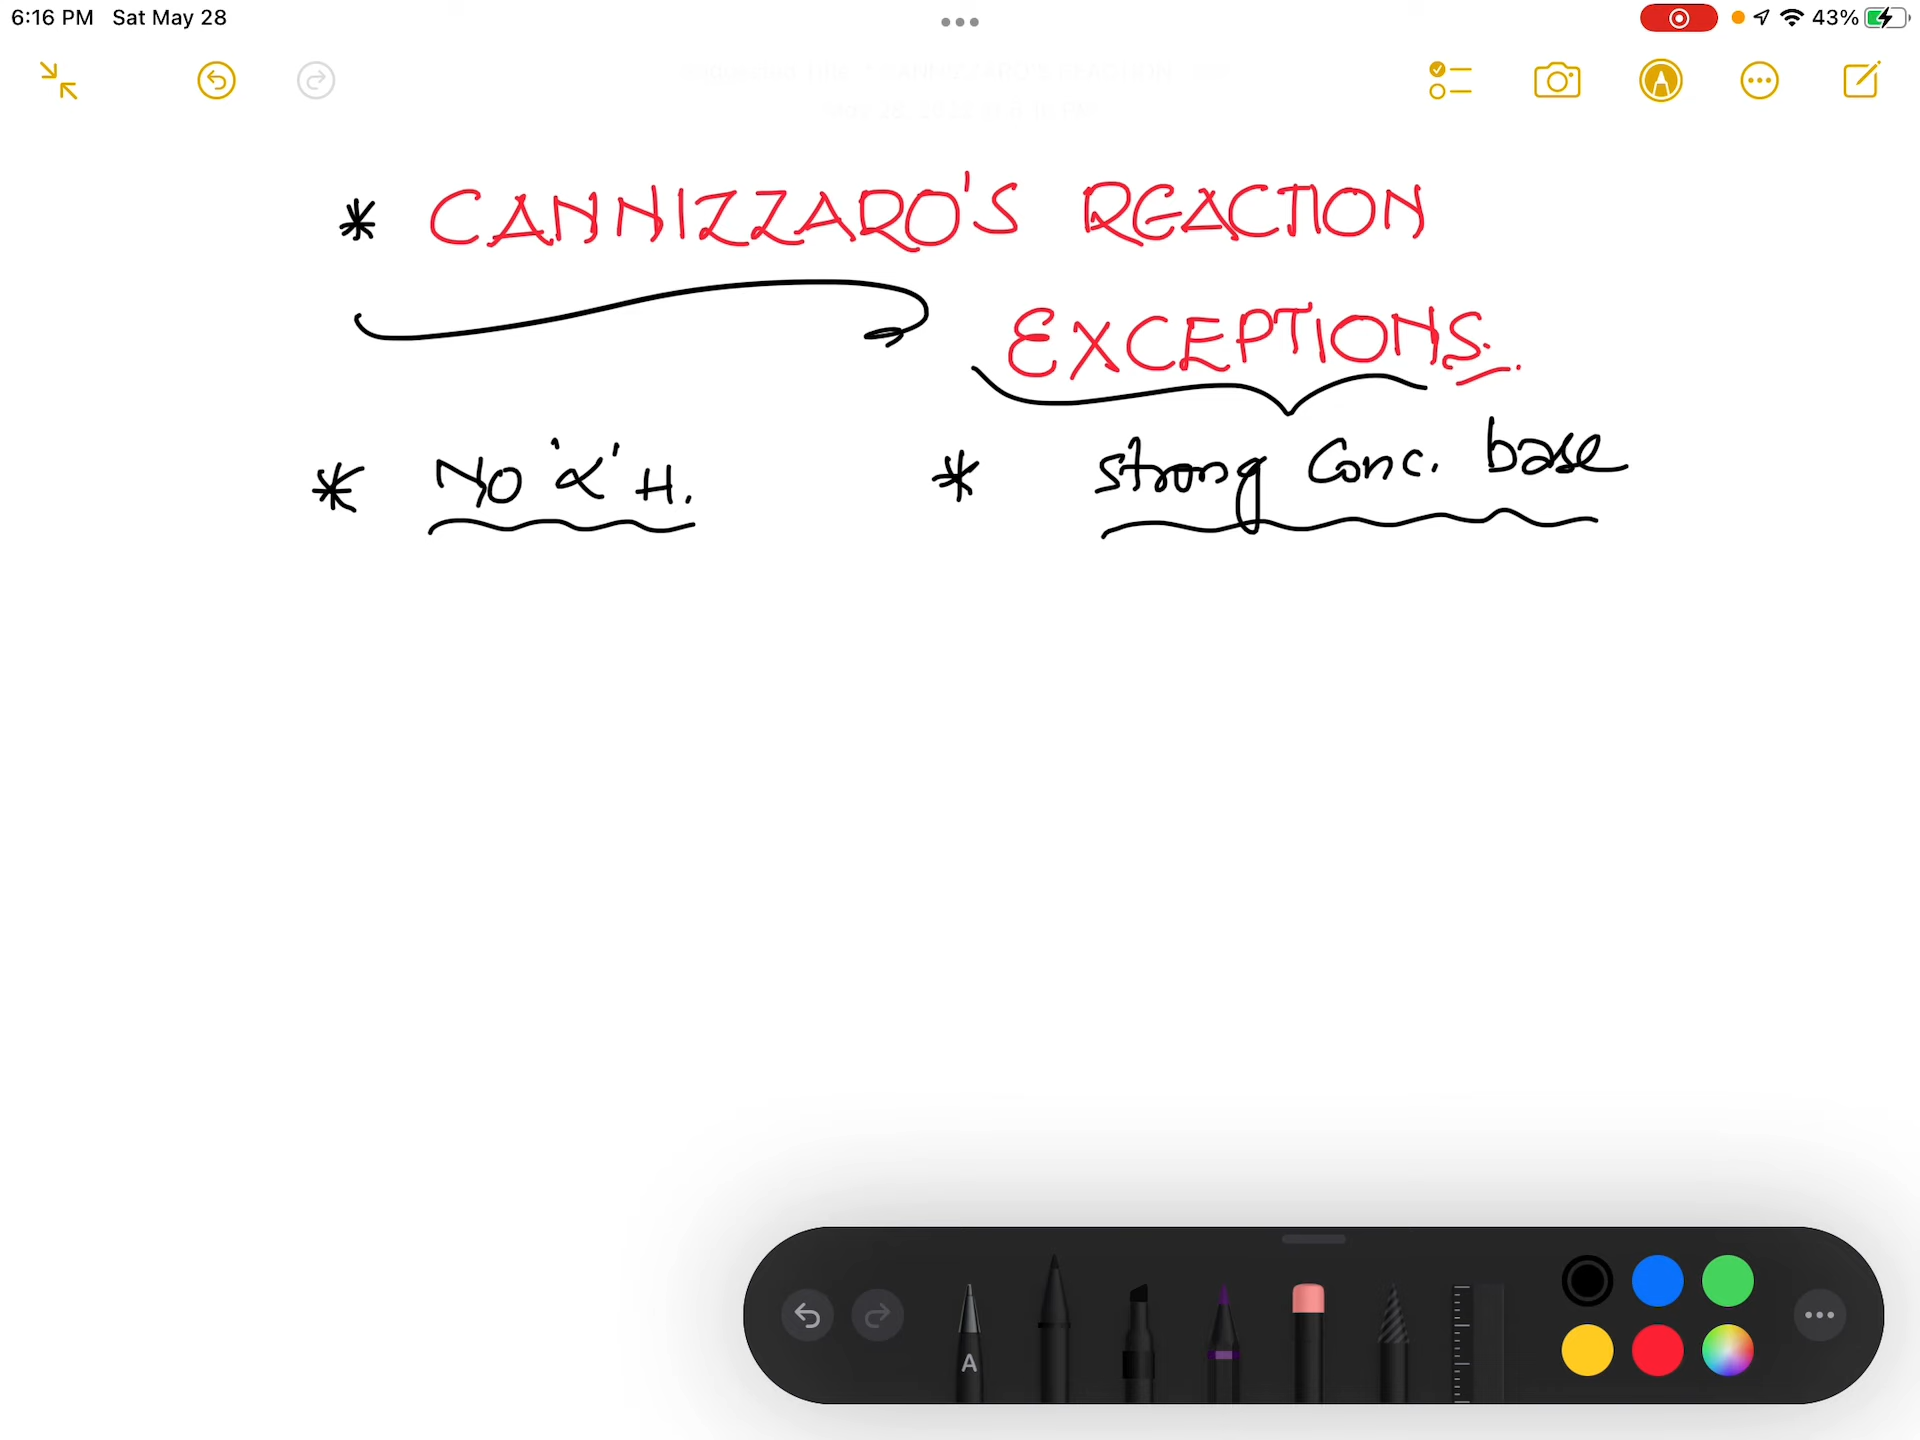 6:16 PM Sat May 28
43%
* CANNIZZARO'S REACTION
EXCEPTIONS.
* NO 'α' H. * strong Conc. base
A